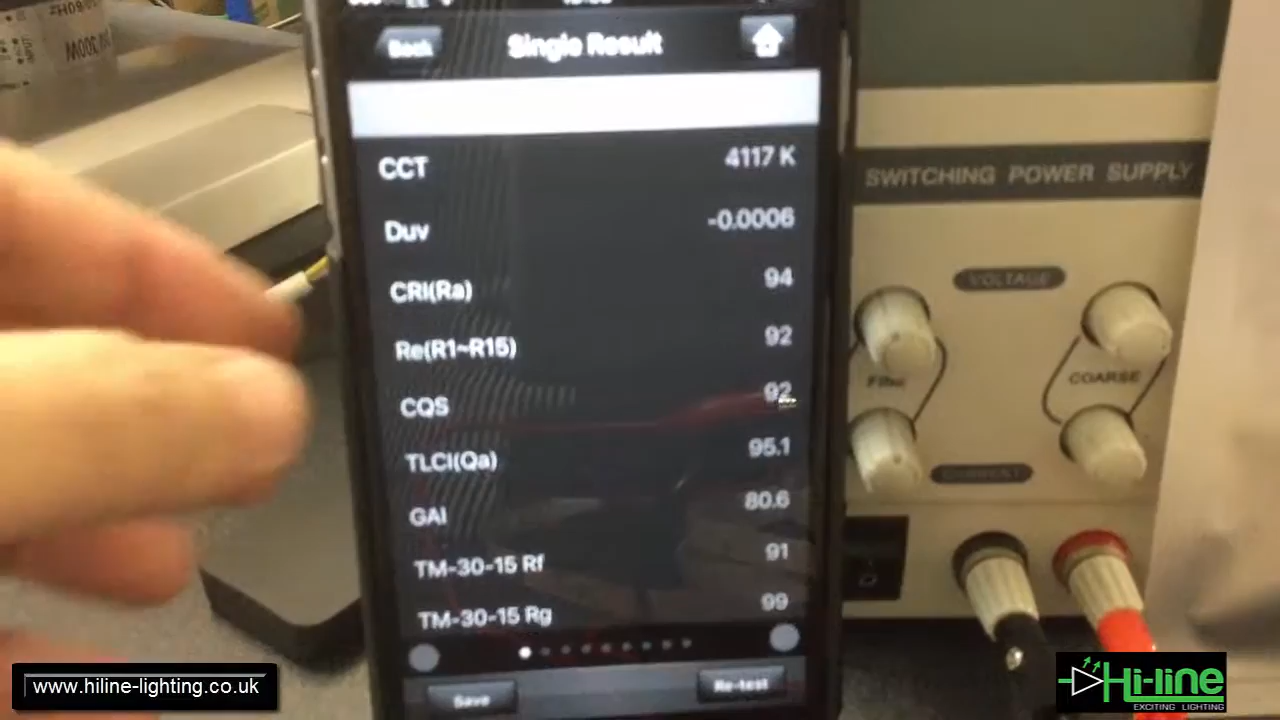 Back Single Result
CCT 4117 K
Duv -0.0006
CRI(Ra) 94
Re(R1~R15) 92
CQS 92
TLCI(Qa) 95.1
GAI 80.6
TM-30-15 Rf 91
TM-30-15 Rg 99
Save Re-test
SWITCHING POWER SUPPLY
VOLTAGE
COARSE
CURRENT
www.hiline-lighting.co.uk
Hi-line
EXCITING LIGHTING